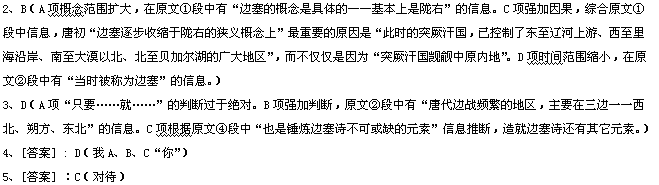 2、B(A项概念范围扩大，在原文①段中有“边塞的概念是具体的一一基本上是陇右”的信息。C项强加因果，综合原文①
段中信息，唐初“边塞逐步收缩于陇右的狭义概念上”最重要的原因是“此时的突厥汗国，已控制了东至辽河上游、西至里
海沿岸、南至大漠以北、北至贝加尔湖的广大地区”，而不仅仅是因为“突厥汗国觊觎中原内地”。D项时间范围缩小，在原
文②段中有“当时被称为边塞”的信息。)
3、D(A项“只要……就……”的判断过于绝对。B项强加判断，原文②段中有“唐代边战频繁的地区，主要在三边一一西
北、朔方、东北”的信息。C项根据原文④段中“也是锤炼边塞诗不可或缺的元素”信息推断，造就边塞诗还有其它元素。)
4、[答案]：D(我A、B、C“你”)
5、[答案]：C(对待)